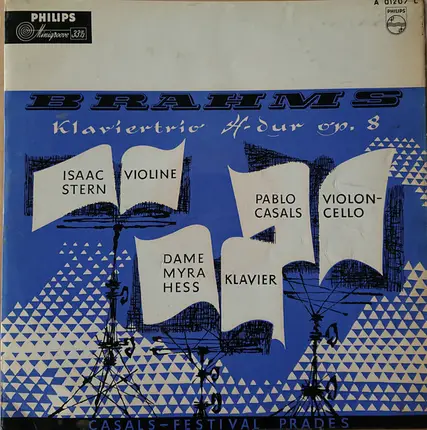 PHILIPS
Minigroove 33⅓
PHILIPS
A 01207 L
BRAHMS
Klaviertrio H-dur op. 8
ISAAC
STERN
VIOLINE
PABLO
CASALS
VIOLON-
CELLO
DAME
MYRA
HESS
KLAVIER
CASALS-FESTIVAL PRADES